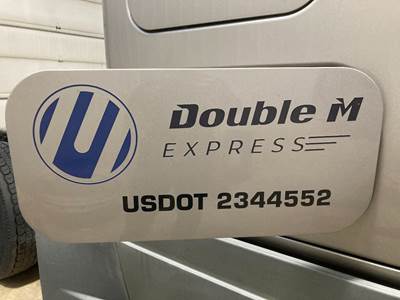 U
Double M
EXPRESS
USDOT 2344552